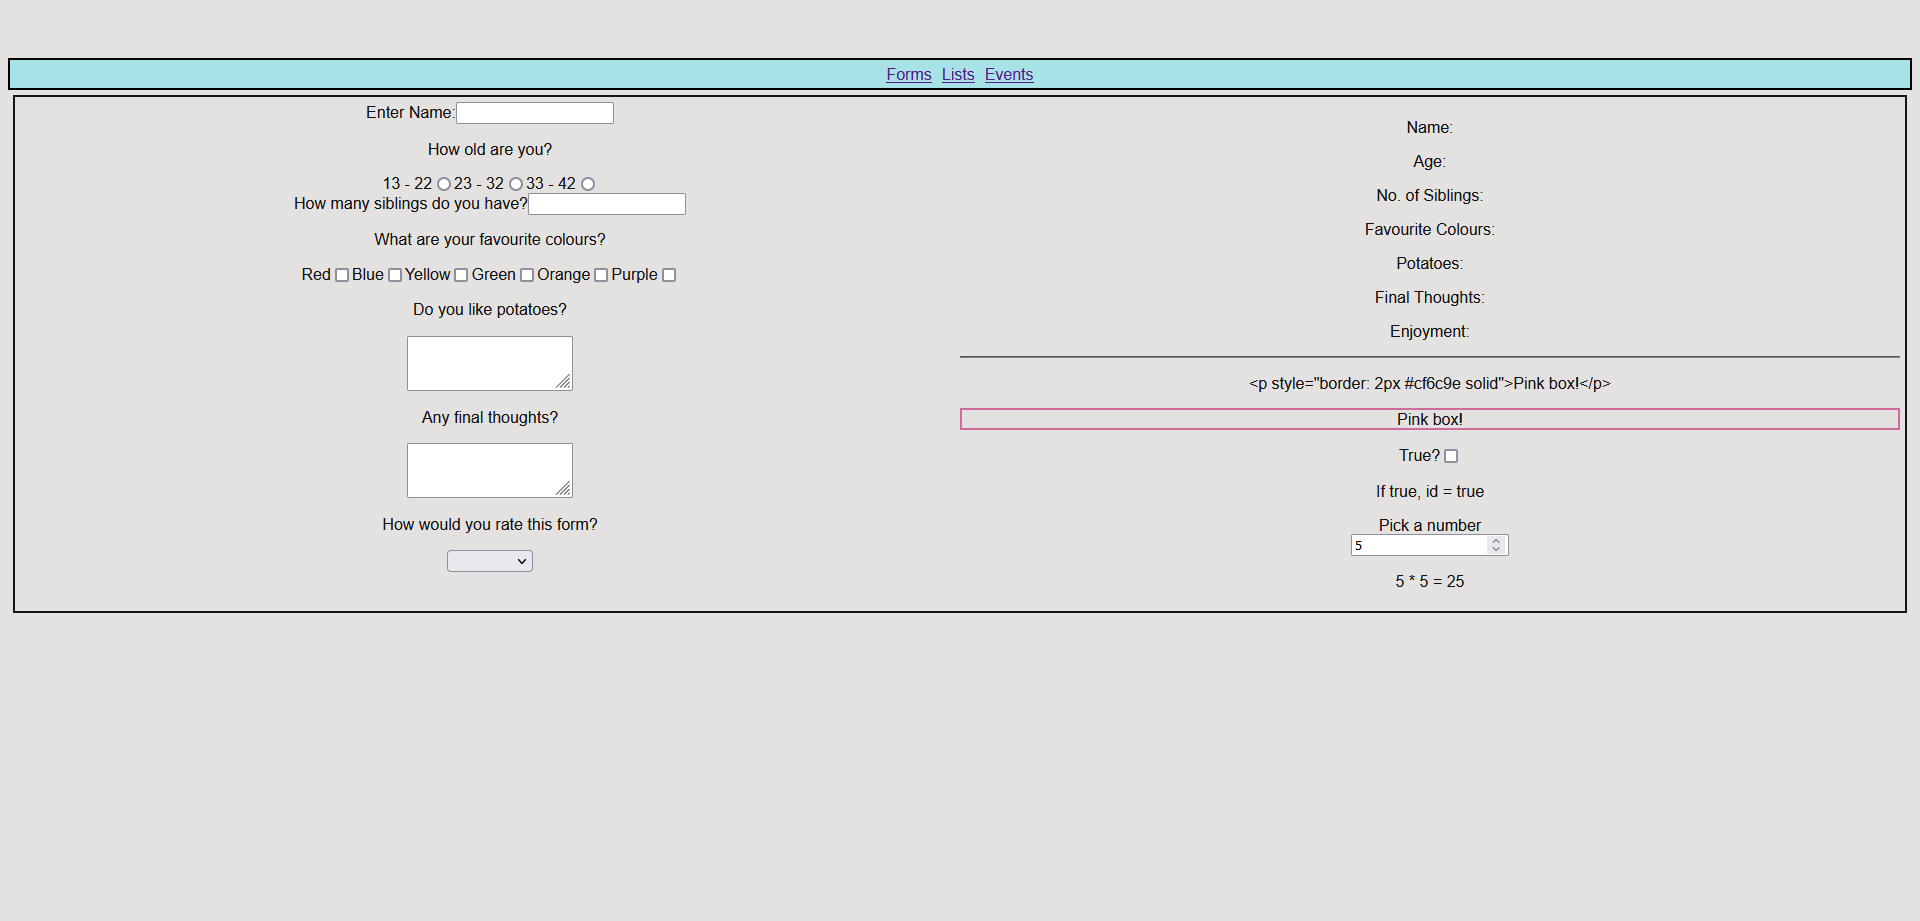 Forms Lists Events
Enter Name:
How old are you?
13 - 22 23 - 32 33 - 42
How many siblings do you have?
What are your favourite colours?
Red Blue Yellow Green Orange Purple
Do you like potatoes?
Any final thoughts?
How would you rate this form?
Name:
Age:
No. of Siblings:
Favourite Colours:
Potatoes:
Final Thoughts:
Enjoyment:
<p style="border: 2px #cf6c9e solid">Pink box!</p>
Pink box!
True?
If true, id = true
Pick a number
5
5 * 5 = 25